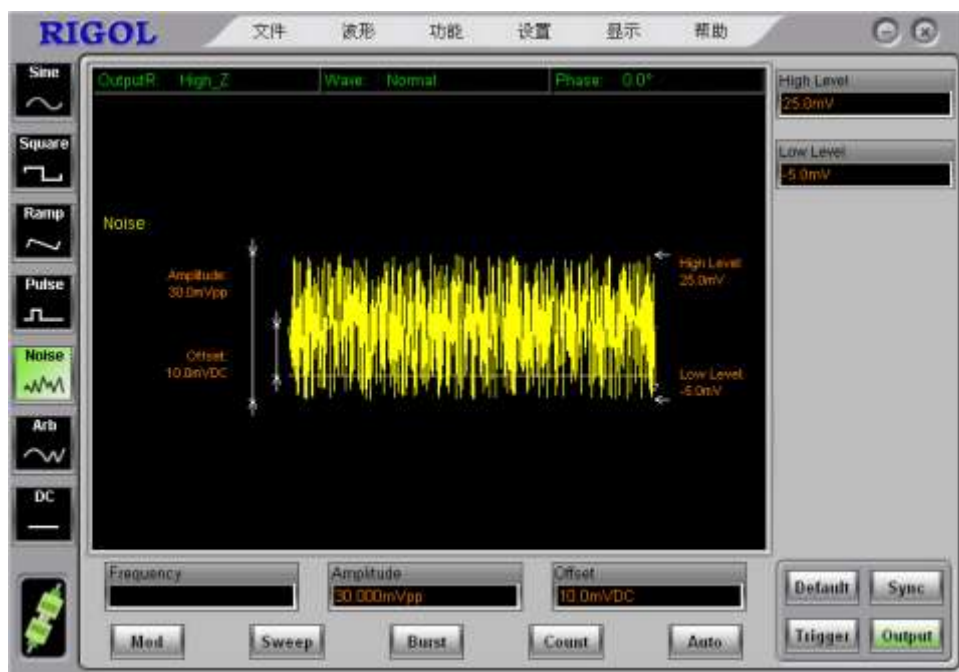 RIGOL 文件 波形 功能 设置 显示 帮助
Sine
Square
Ramp
Pulse
Noise
Arb
DC
OutputR: High_Z Wave: Normal Phase: 0.0°
Noise
Amplitude:
30.0mVpp
Offset:
10.0mVDC
High Level:
25.0mV
Low Level:
-5.0mV
High Level
25.0mV
Low Level
-5.0mV
Frequency
Amplitude
30.000mVpp
Offset
10.0mVDC
Mod Sweep Burst Count Auto
Default Sync
Trigger Output